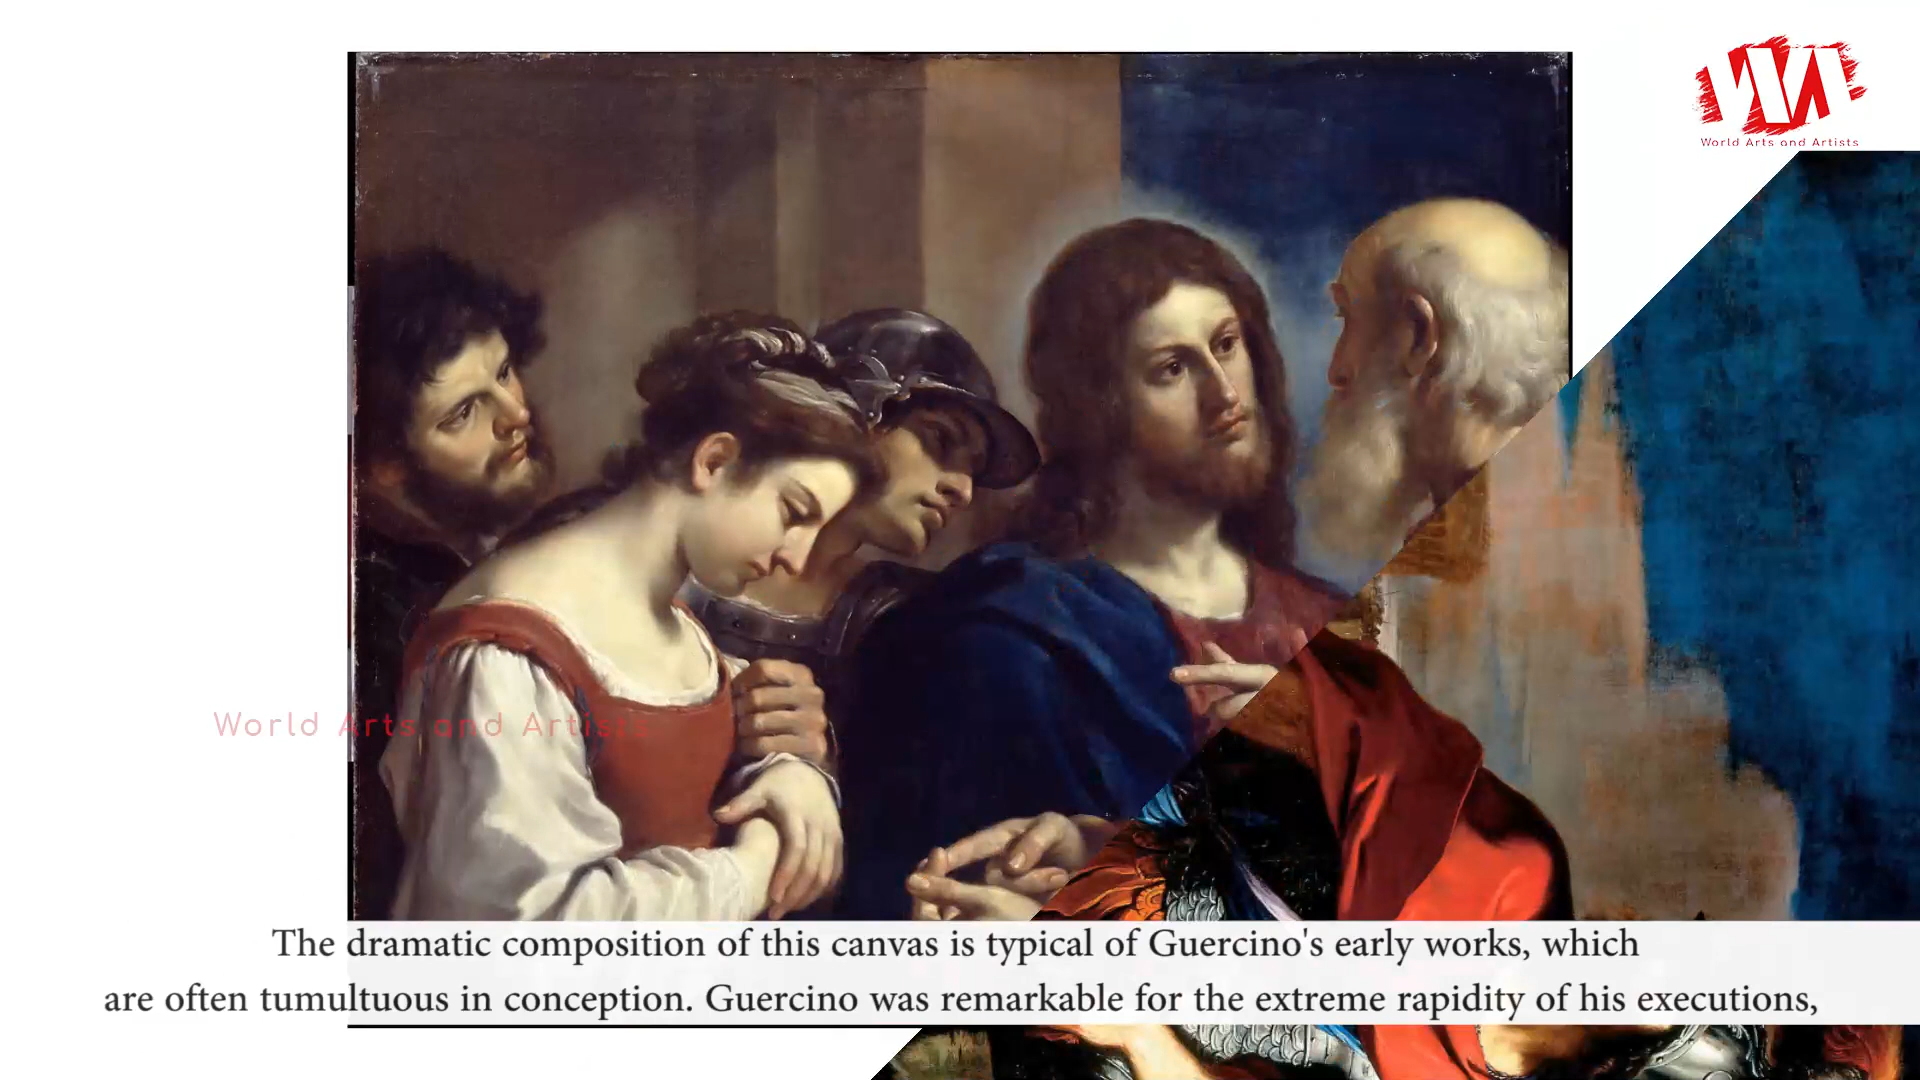 World Arts and Artists
World Arts and Artists
The dramatic composition of this canvas is typical of Guercino's early works, which
are often tumultuous in conception. Guercino was remarkable for the extreme rapidity of his executions,